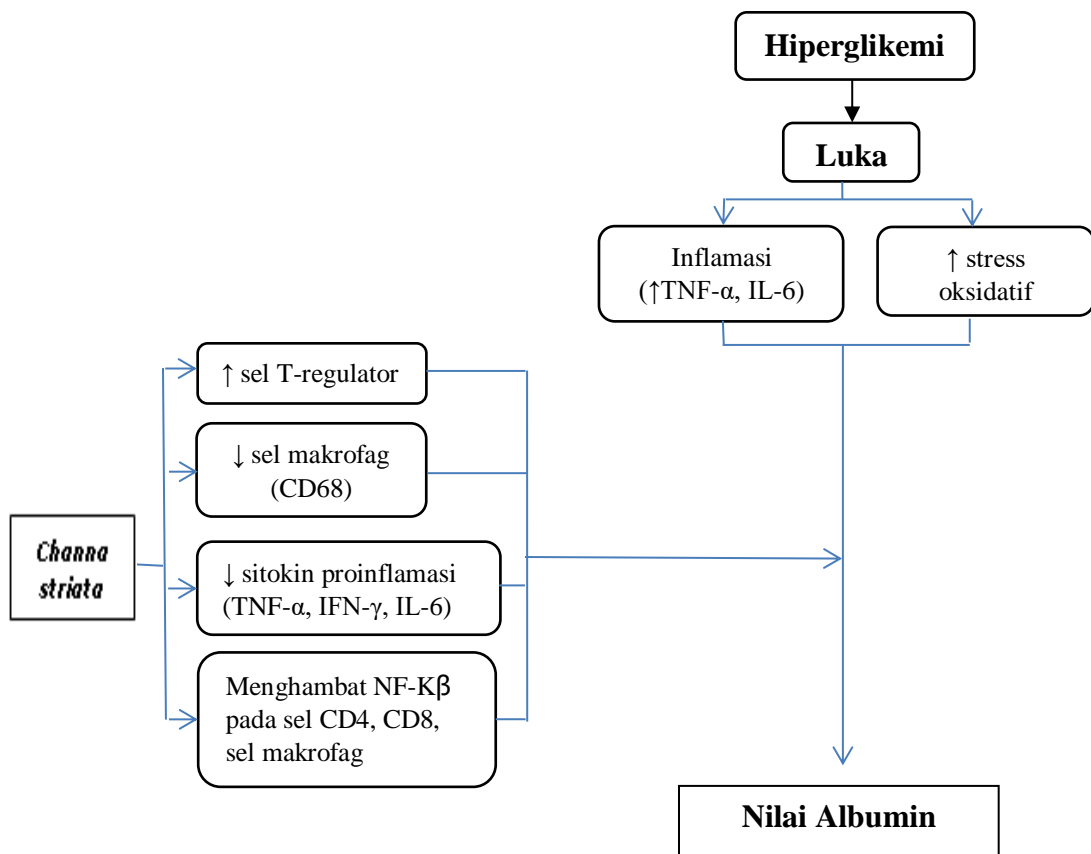 Hiperglikemi
Luka
Inflamasi
(↑TNF-α, IL-6)
↑ stress
oksidatif
↑ sel T-regulator
↓ sel makrofag
(CD68)
Channa
striata
↓ sitokin proinflamasi
(TNF-α, IFN-γ, IL-6)
Menghambat NF-Kβ
pada sel CD4, CD8,
sel makrofag
Nilai Albumin